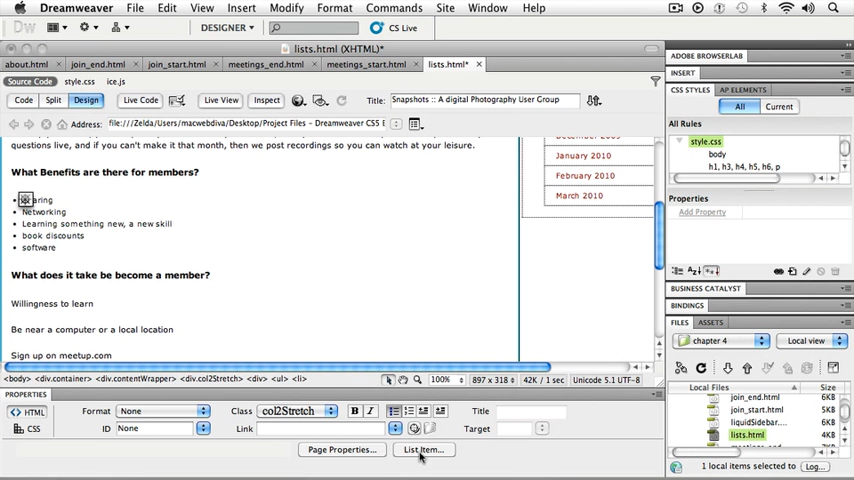 Dreamweaver File Edit View Insert Modify Format Commands Site Window Help
Dw DESIGNER CS Live
lists.html (XHTML)*
about.html join_end.html join_start.html meetings_end.html meetings_start.html lists.html*
Source Code style.css ice.js
Code Split Design Live Code Live View Inspect Title: Snapshots :: A digital Photography User Group
Address: file:///Zelda/Users/macwebdiva/Desktop/Project Files – Dreamweaver CS5 E
questions live, and if you can't make it that month, then we post recordings so you can watch at your leisure.
What Benefits are there for members?
aring
Networking
Learning something new, a new skill
book discounts
software
What does it take be become a member?
Willingness to learn
Be near a computer or a local location
Sign up on meetup.com
December 2009
January 2010
February 2010
March 2010
<body> <div.container> <div.contentWrapper> <div.col2Stretch> <div> <ul> <li>
100% 897 x 318 42K / 1 sec Unicode 5.1 UTF-8
PROPERTIES
HTML Format None Class col2Stretch B I Title
CSS ID None Link Target
Page Properties... List Item...
ADOBE BROWSERLAB
INSERT
CSS STYLES AP ELEMENTS
All Current
All Rules
style.css
body
h1, h3, h4, h5, h6, p
Properties
Add Property
BUSINESS CATALYST
BINDINGS
FILES ASSETS
chapter 4 Local view
Local Files Size
join_end.html 6KB
join_start.html 5KB
liquidSidebar.... 4KB
lists.html 4KB
1 local items selected to Log...